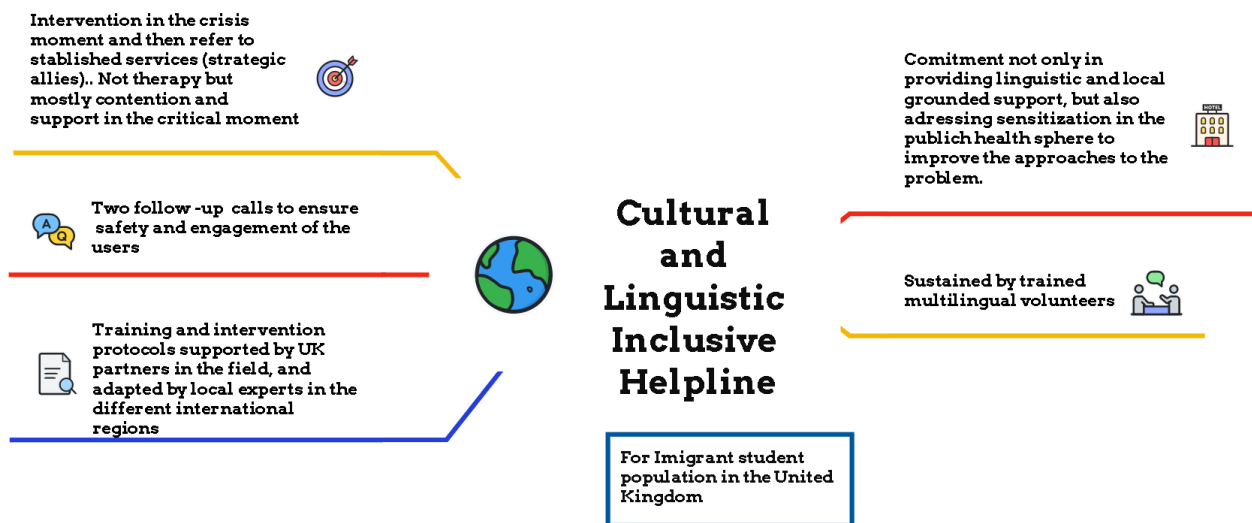 Intervention in the crisis
moment and then refer to
stablished services (strategic
allies).. Not therapy but
mostly contention and
support in the critical moment
Two follow -up calls to ensure
safety and engagement of the
users
A
Q
Training and intervention
protocols supported by UK
partners in the field, and
adapted by local experts in the
different international
regions
Cultural
and
Linguistic
Inclusive
Helpline
For Imigrant student
population in the United
Kingdom
Comitment not only in
providing linguistic and local
grounded support, but also
adressing sensitization in the
publich health sphere to
improve the approaches to the
problem.
HOTEL
Sustained by trained
multilingual volunteers